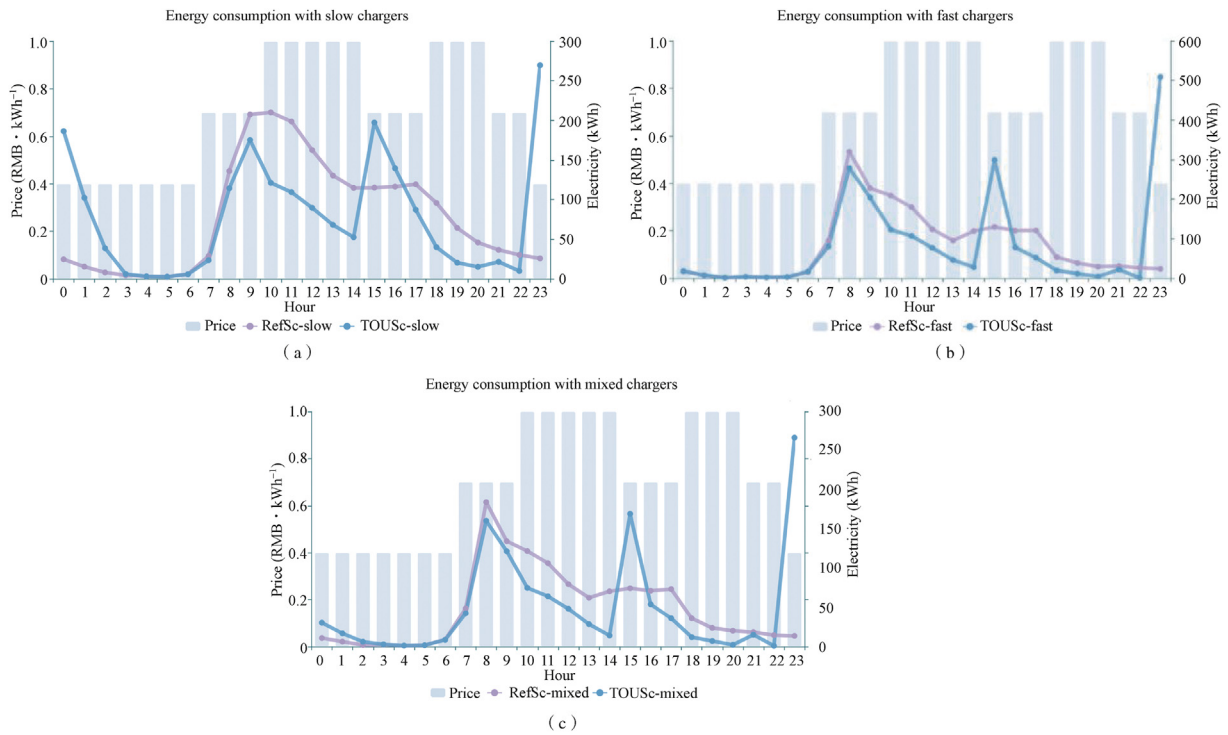 Energy consumption with slow chargers
Price (RMB · kWh⁻¹)
1.0
0.8
0.6
0.4
0.2
0
300
250
200
150
100
50
0
Electricity (kWh)
0 1 2 3 4 5 6 7 8 9 10 11 12 13 14 15 16 17 18 19 20 21 22 23
Hour
Price RefSc-slow TOUSc-slow
( a )
Energy consumption with fast chargers
Price (RMB · kWh⁻¹)
1.0
0.8
0.6
0.4
0.2
0
600
500
400
300
200
100
0
Electricity (kWh)
0 1 2 3 4 5 6 7 8 9 10 11 12 13 14 15 16 17 18 19 20 21 22 23
Hour
Price RefSc-fast TOUSc-fast
( b )
Energy consumption with mixed chargers
Price (RMB · kWh⁻¹)
1.0
0.8
0.6
0.4
0.2
0
300
250
200
150
100
50
0
Electricity (kWh)
0 1 2 3 4 5 6 7 8 9 10 11 12 13 14 15 16 17 18 19 20 21 22 23
Hour
Price RefSc-mixed TOUSc-mixed
( c )